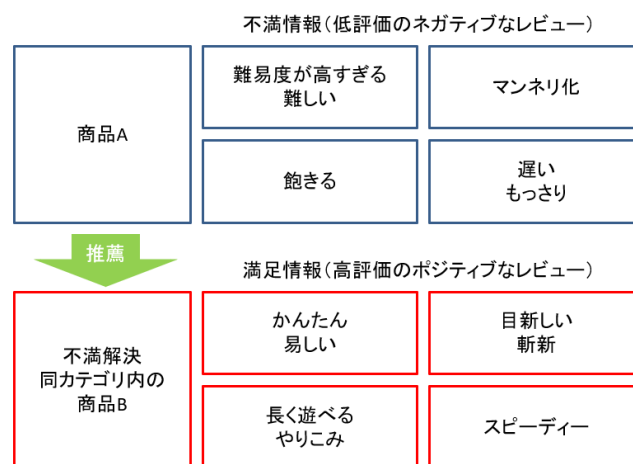 不満情報（低評価のネガティブなレビュー）
商品A
難易度が高すぎる
難しい
マンネリ化
飽きる
遅い
もっさり
推薦
満足情報（高評価のポジティブなレビュー）
不満解決
同カテゴリ内の
商品B
かんたん
易しい
目新しい
斬新
長く遊べる
やりこみ
スピーディー